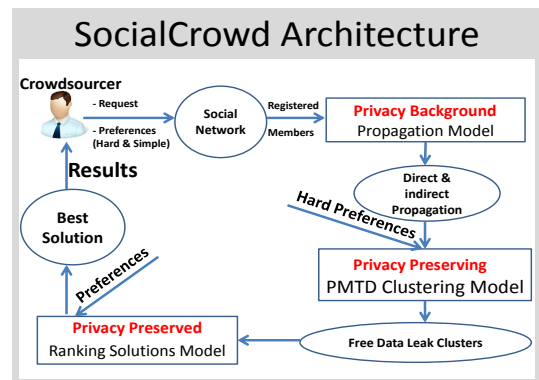 SocialCrowd Architecture
Crowdsourcer
- Request
- Preferences
(Hard & Simple)
Social
Network
Registered
Members
Privacy Background
Propagation Model
Direct &
indirect
Propagation
Hard Preferences
Privacy Preserving
PMTD Clustering Model
Free Data Leak Clusters
Privacy Preserved
Ranking Solutions Model
Preferences
Best
Solution
Results